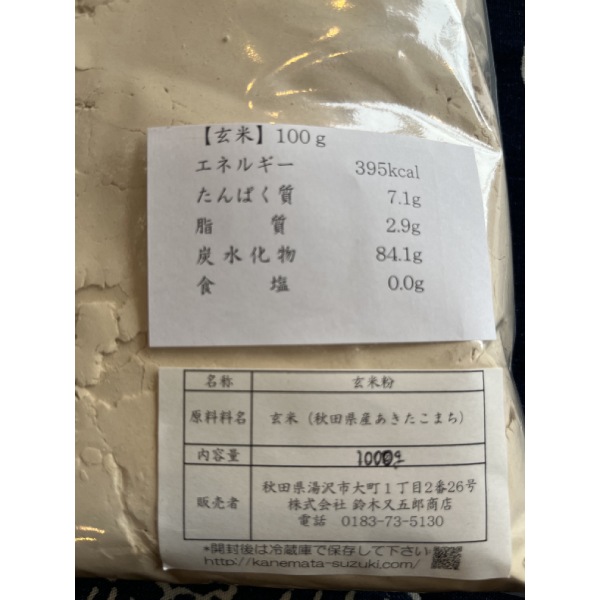 【玄米】100g
エネルギー 395kcal
たんぱく質 7.1g
脂質 2.9g
炭水化物 84.1g
食塩 0.0g
名称 玄米粉
原料料名 玄米(秋田県産あきたこまち)
内容量 1000g
販売者 秋田県湯沢市大町1丁目2番26号
株式会社 鈴木又五郎商店
電話 0183-73-5130
*開封後は冷蔵庫で保存して下さい
http://kanemata-suzuki.com/